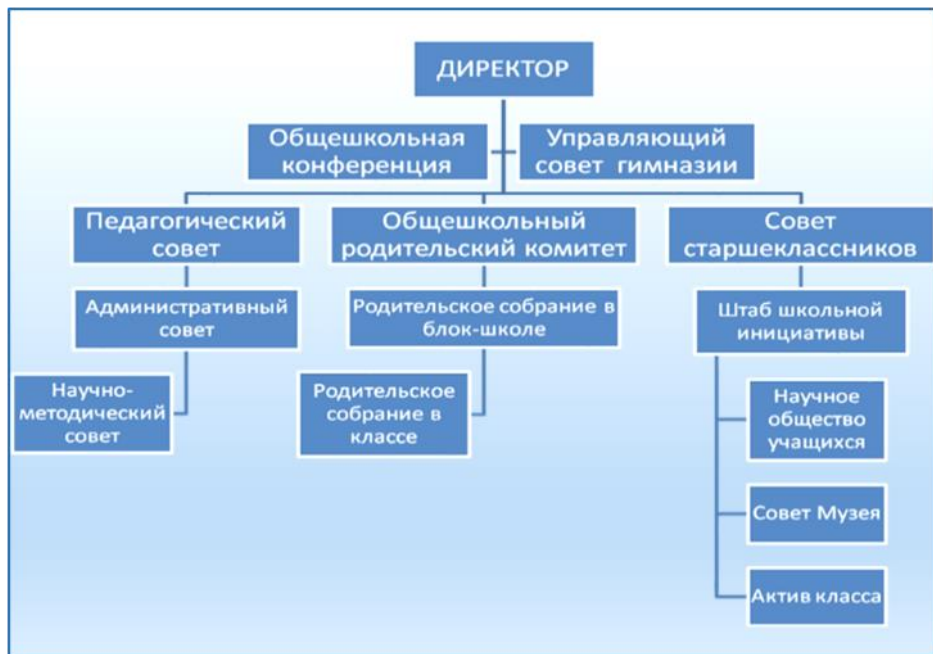 ДИРЕКТОР
Общешкольная
конференция
Управляющий
совет гимназии
Педагогический
совет
Общешкольный
родительский комитет
Совет
старшеклассников
Административный
совет
Родительское собрание в
блок-школе
Штаб школьной
инициативы
Научно-
методический
совет
Родительское
собрание в
классе
Научное
общество
учащихся
Совет Музея
Актив класса